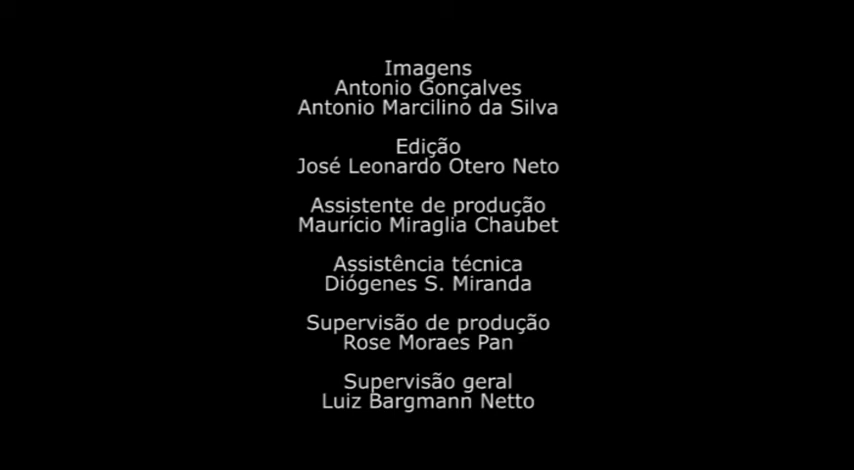 Imagens
Antonio Gonçalves
Antonio Marcilino da Silva
Edição
José Leonardo Otero Neto
Assistente de produção
Maurício Miraglia Chaubet
Assistência técnica
Diógenes S. Miranda
Supervisão de produção
Rose Moraes Pan
Supervisão geral
Luiz Bargmann Netto